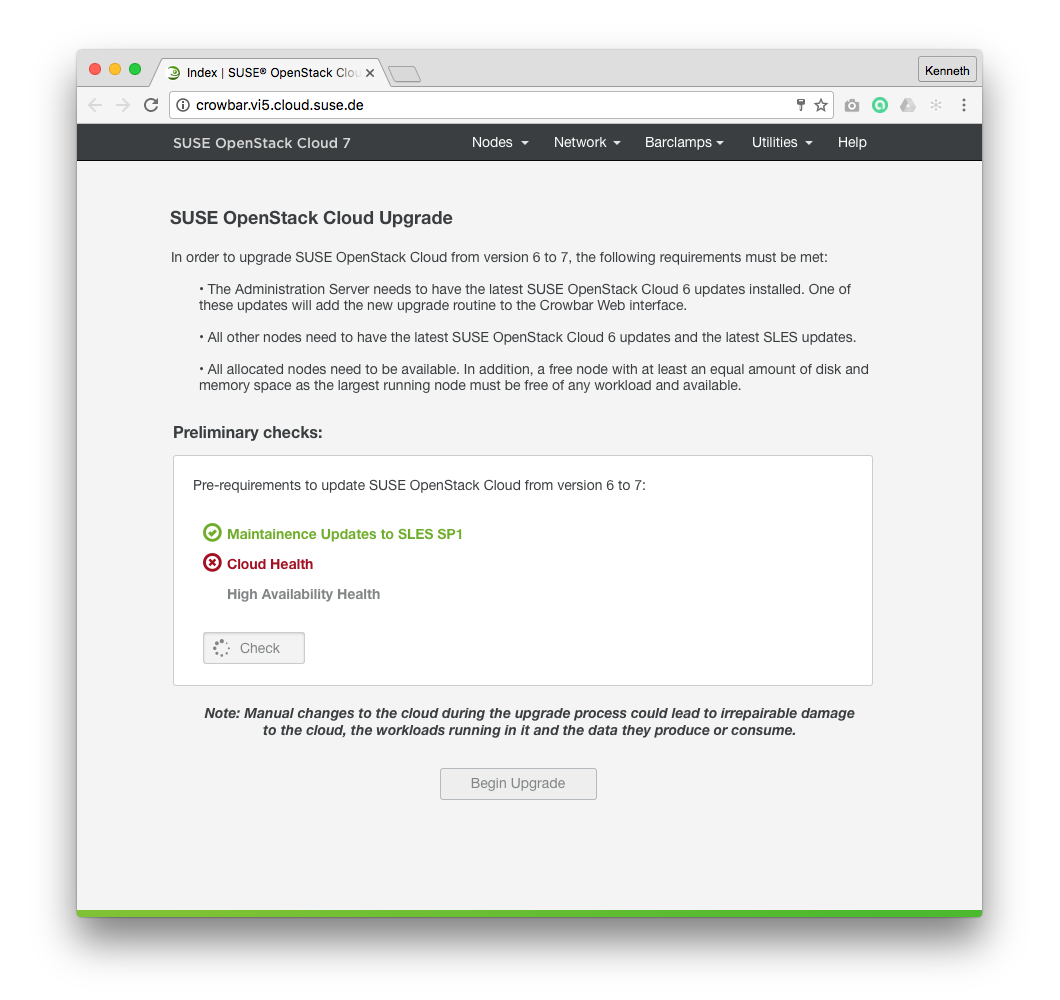 Index | SUSE® OpenStack Clou
Kenneth
crowbar.vi5.cloud.suse.de
SUSE OpenStack Cloud 7 Nodes Network Barclamps Utilities Help
SUSE OpenStack Cloud Upgrade
In order to upgrade SUSE OpenStack Cloud from version 6 to 7, the following requirements must be met:
• The Administration Server needs to have the latest SUSE OpenStack Cloud 6 updates installed. One of
these updates will add the new upgrade routine to the Crowbar Web interface.
• All other nodes need to have the latest SUSE OpenStack Cloud 6 updates and the latest SLES updates.
• All allocated nodes need to be available. In addition, a free node with at least an equal amount of disk and
memory space as the largest running node must be free of any workload and available.
Preliminary checks:
Pre-requirements to update SUSE OpenStack Cloud from version 6 to 7:
Maintainence Updates to SLES SP1
Cloud Health
High Availability Health
Check
Note: Manual changes to the cloud during the upgrade process could lead to irrepairable damage
to the cloud, the workloads running in it and the data they produce or consume.
Begin Upgrade